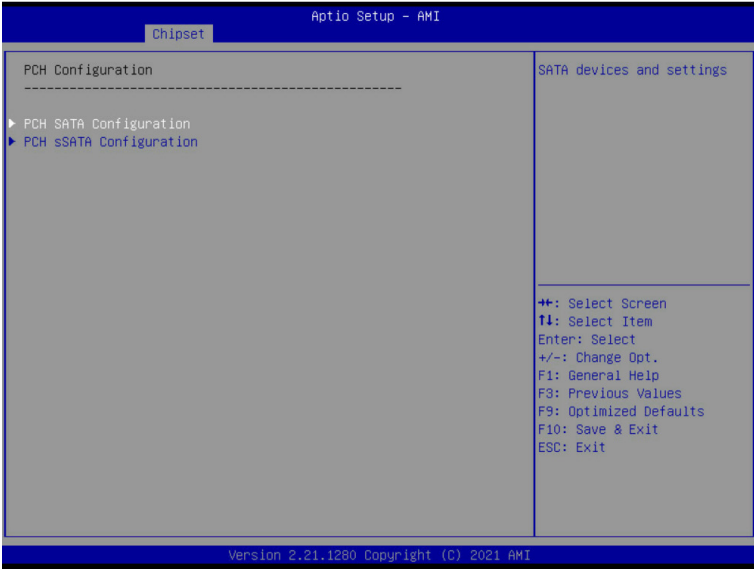 Aptio Setup – AMI
Chipset
PCH Configuration
--------------------------------------------------
▶ PCH SATA Configuration
▶ PCH sSATA Configuration
SATA devices and settings
→←: Select Screen
↑↓: Select Item
Enter: Select
+/-: Change Opt.
F1: General Help
F3: Previous Values
F9: Optimized Defaults
F10: Save & Exit
ESC: Exit
Version 2.21.1280 Copyright (C) 2021 AMI